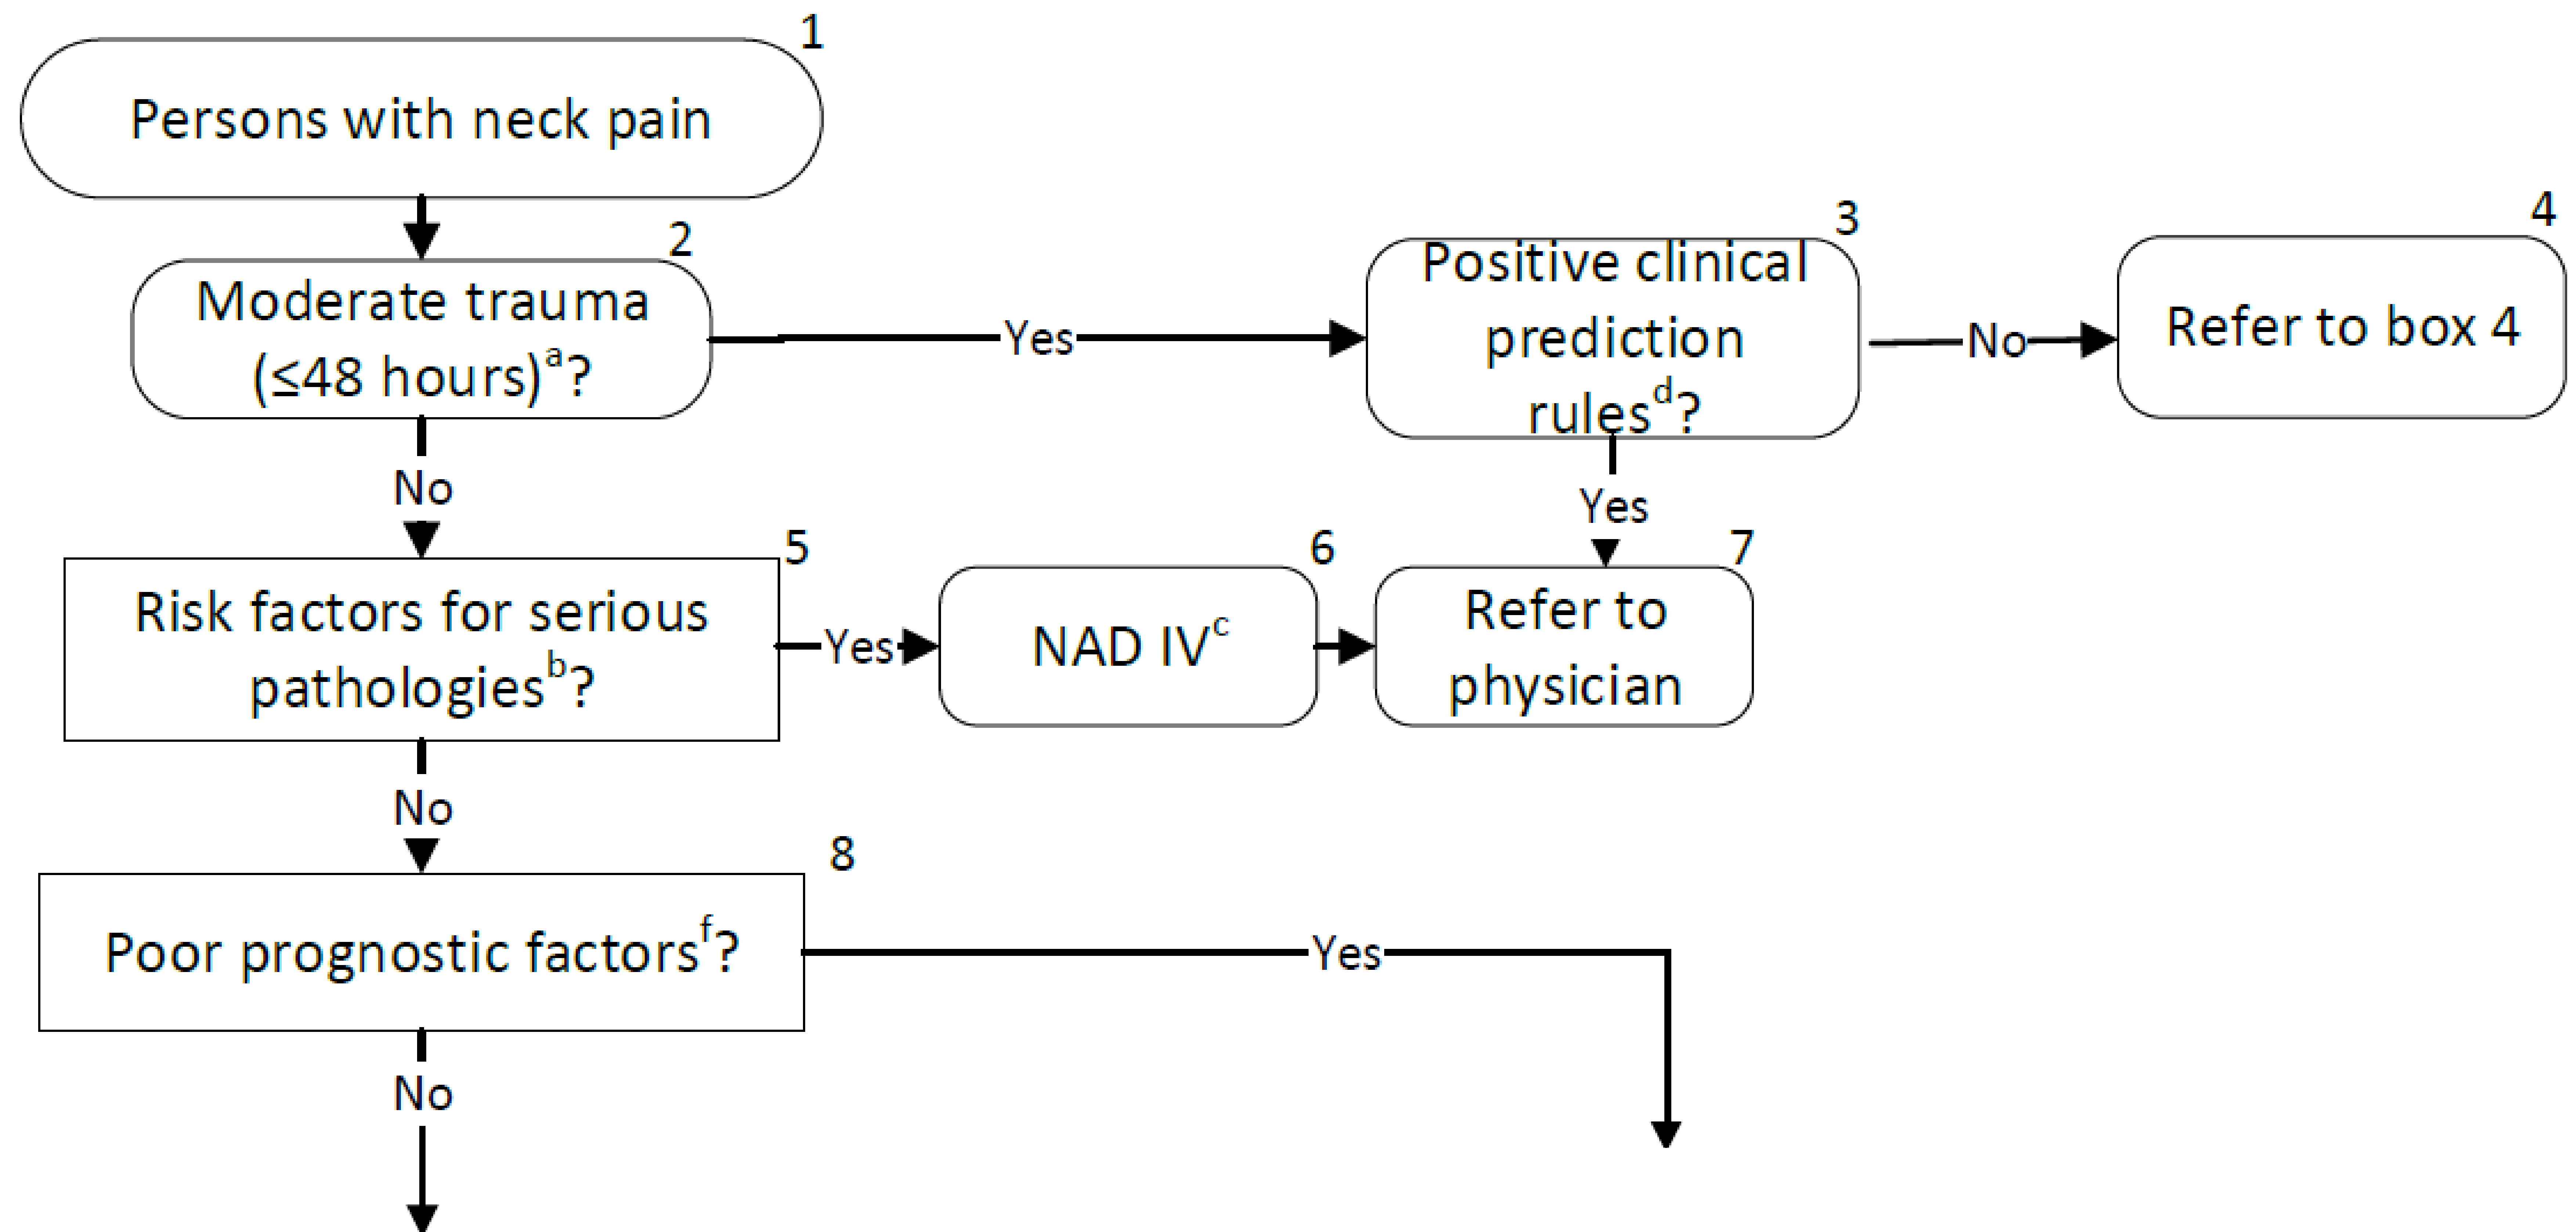 1
Persons with neck pain
2
Moderate trauma
(≤48 hours)ᵃ?
Yes
3
Positive clinical
prediction
rulesᵈ?
No
4
Refer to box 4
No
Yes
5
Risk factors for serious
pathologiesᵇ?
Yes
6
NAD IVᶜ
7
Refer to
physician
No
8
Poor prognostic factorsᶠ?
Yes
No